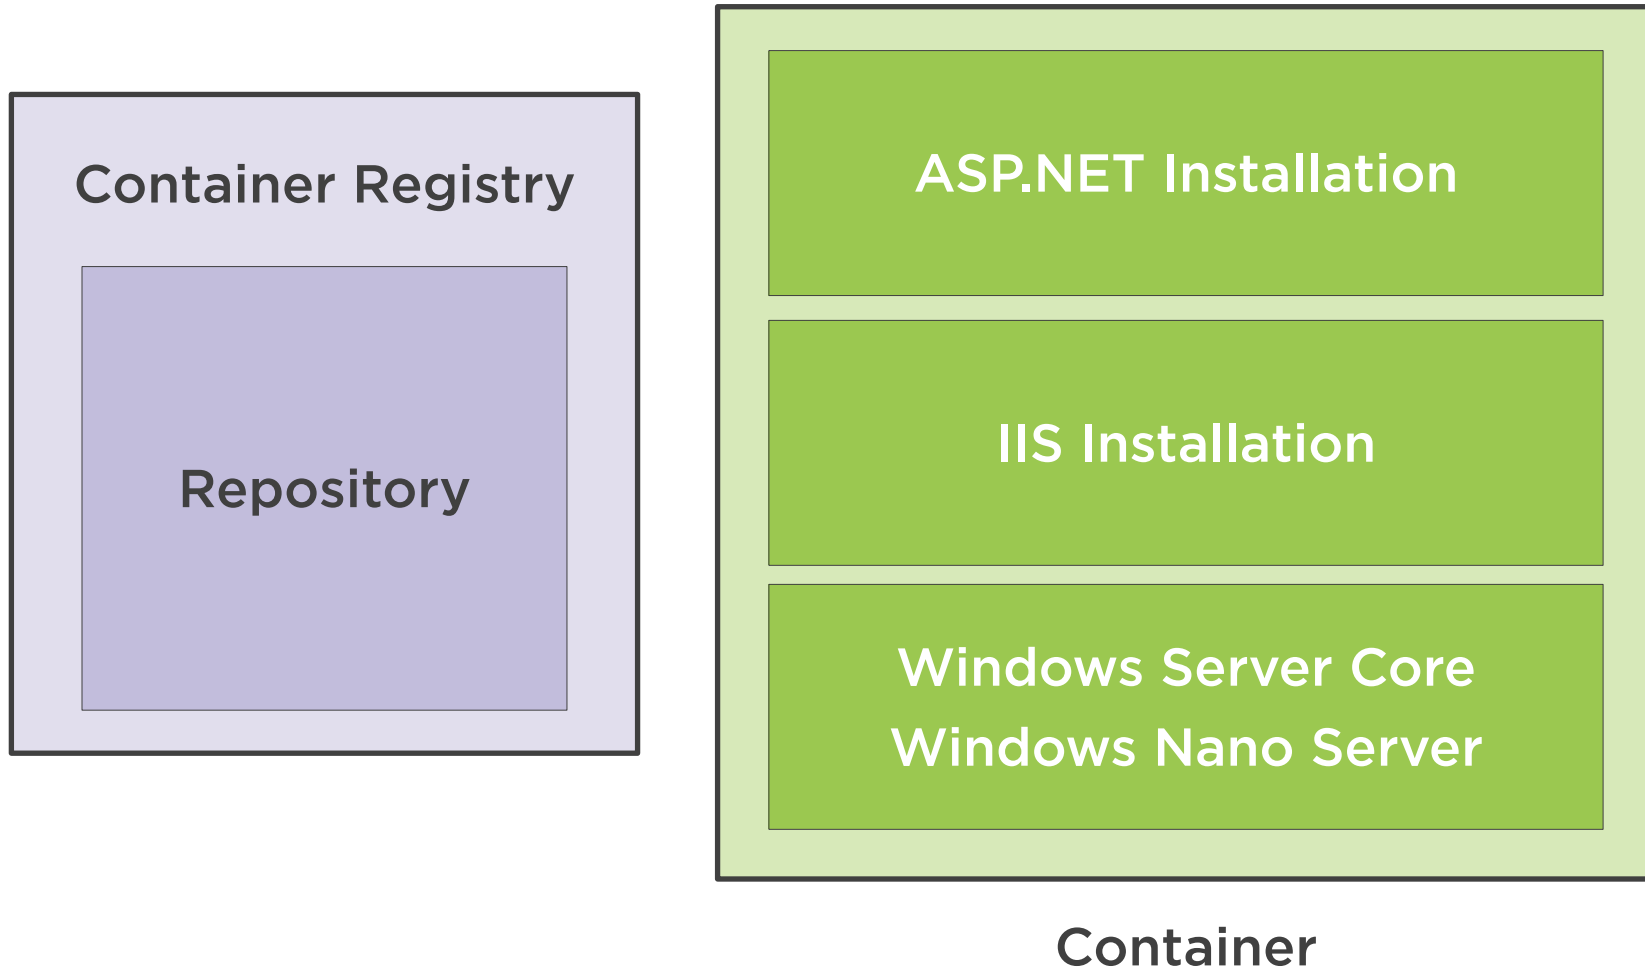 Container Registry
Repository
ASP.NET Installation
IIS Installation
Windows Server Core
Windows Nano Server
Container